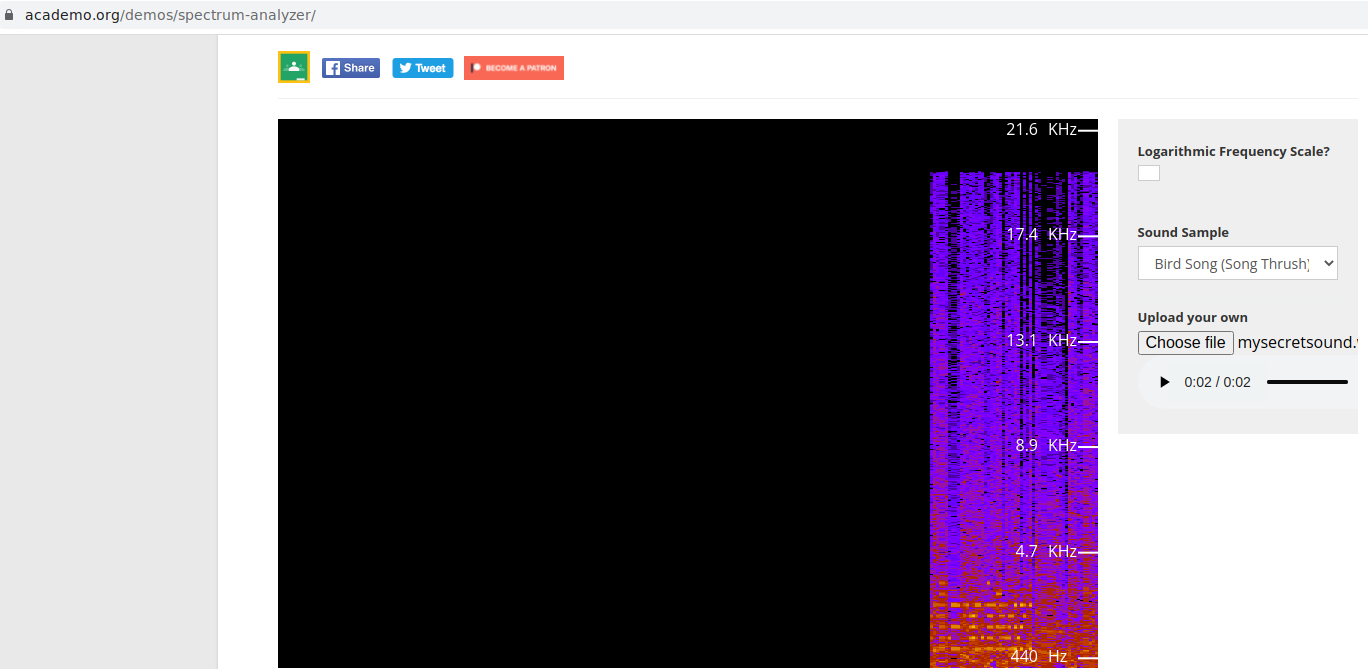 academo.org/demos/spectrum-analyzer/
Share
Tweet
BECOME A PATRON
21.6 KHz
17.4 KHz
13.1 KHz
8.9 KHz
4.7 KHz
440 Hz
Logarithmic Frequency Scale?
Sound Sample
Bird Song (Song Thrush)
Upload your own
Choose file mysecretsound.
0:02 / 0:02